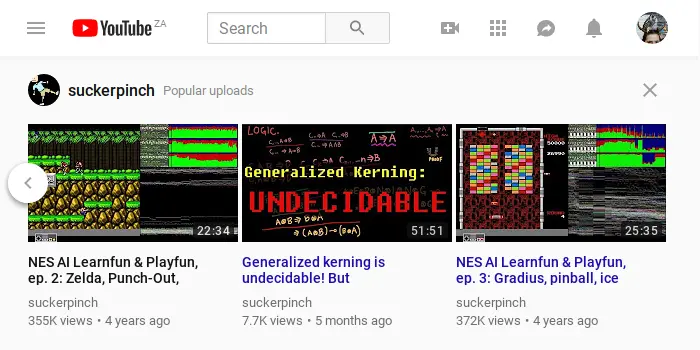 YouTube ZA
Search
suckerpinch Popular uploads
LOGIC.
A→A
PROOF
Generalized Kerning:
UNDECIDABLE
50000
22:34
51:51
25:35
NES AI Learnfun & Playfun,
ep. 2: Zelda, Punch-Out,
suckerpinch
355K views • 4 years ago
Generalized kerning is
undecidable! But
suckerpinch
7.7K views • 5 months ago
NES AI Learnfun & Playfun,
ep. 3: Gradius, pinball, ice
suckerpinch
372K views • 4 years ago